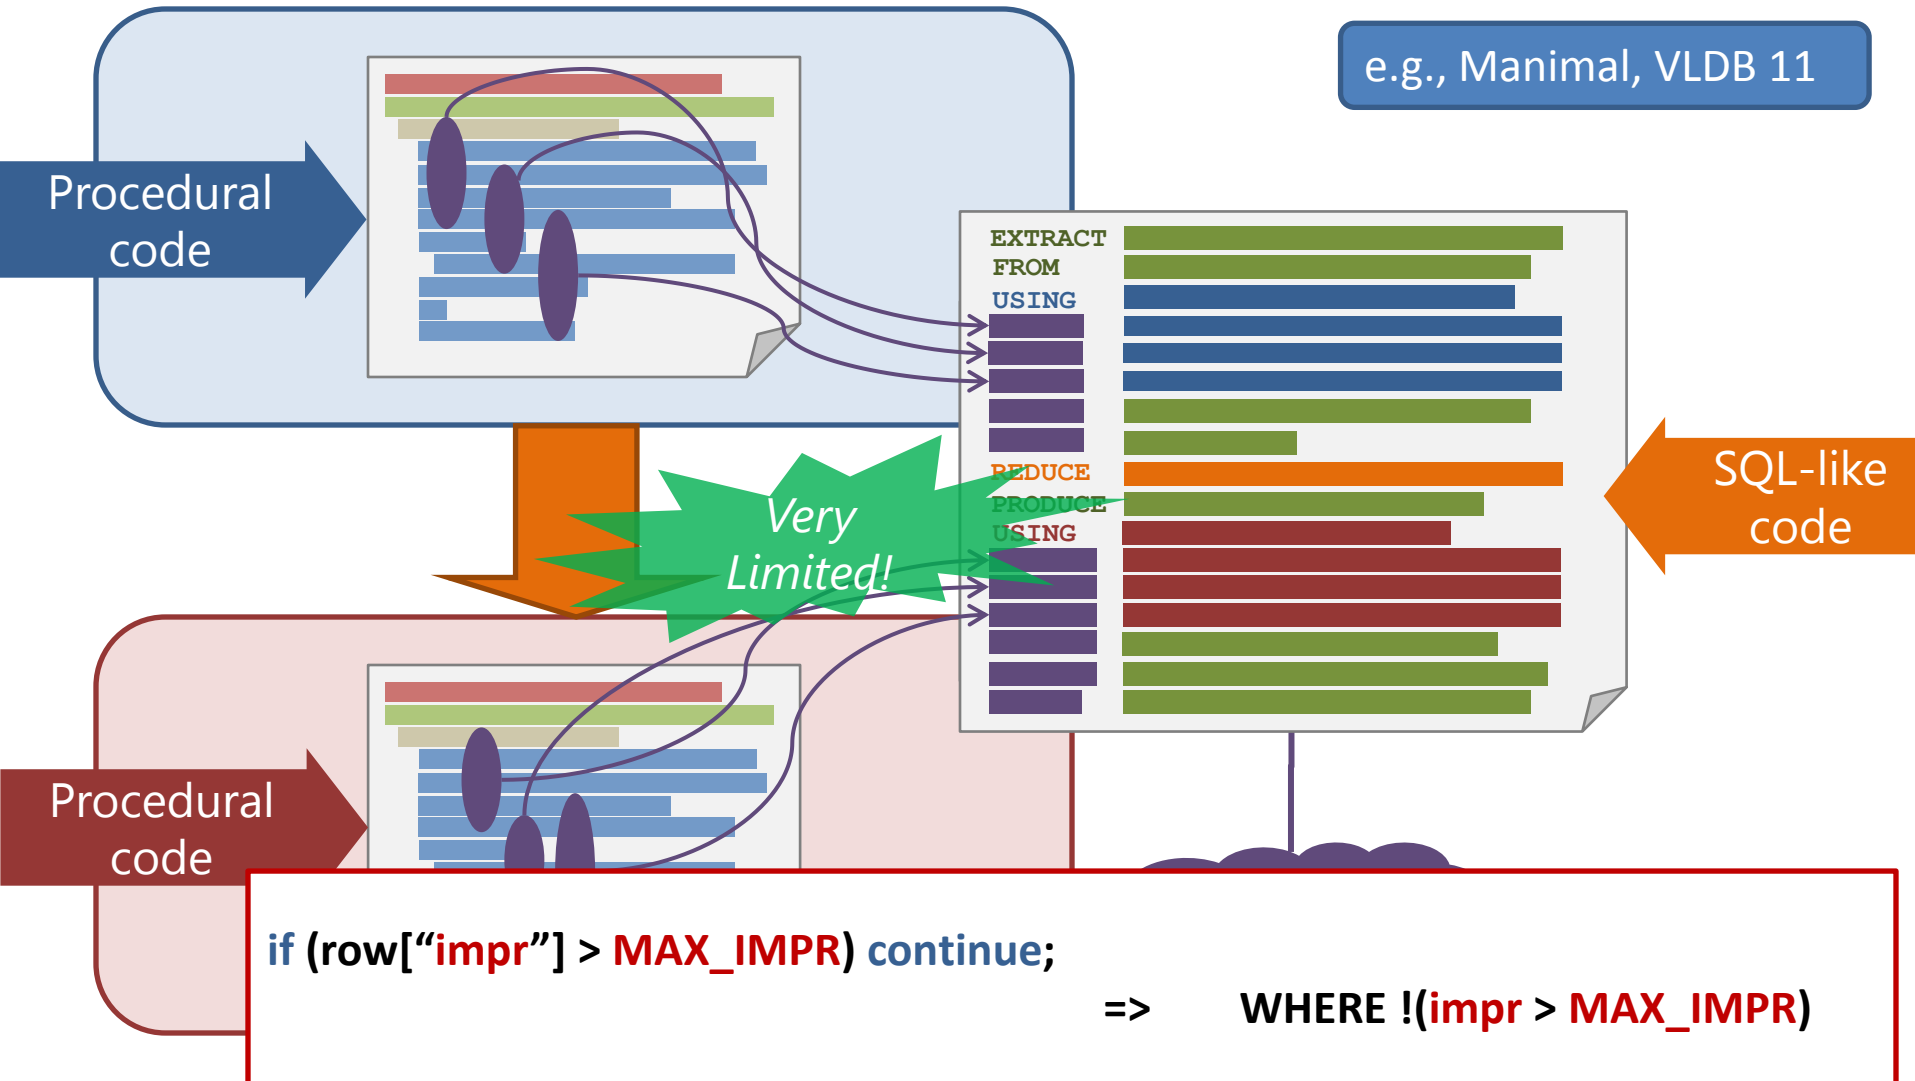 e.g., Manimal, VLDB 11
Procedural
code
EXTRACT
FROM
USING
REDUCE
PRODUCE
USING
SQL-like
code
Very
Limited!
Procedural
code
if (row[“impr”] > MAX_IMPR) continue;
=> WHERE !(impr > MAX_IMPR)